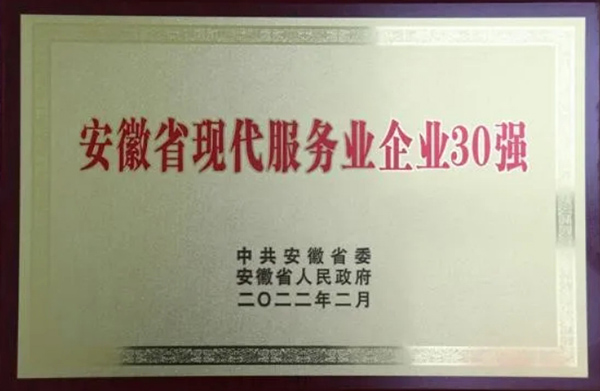 安徽省现代服务业企业30强
中共安徽省委
安徽省人民政府
二〇二二年二月